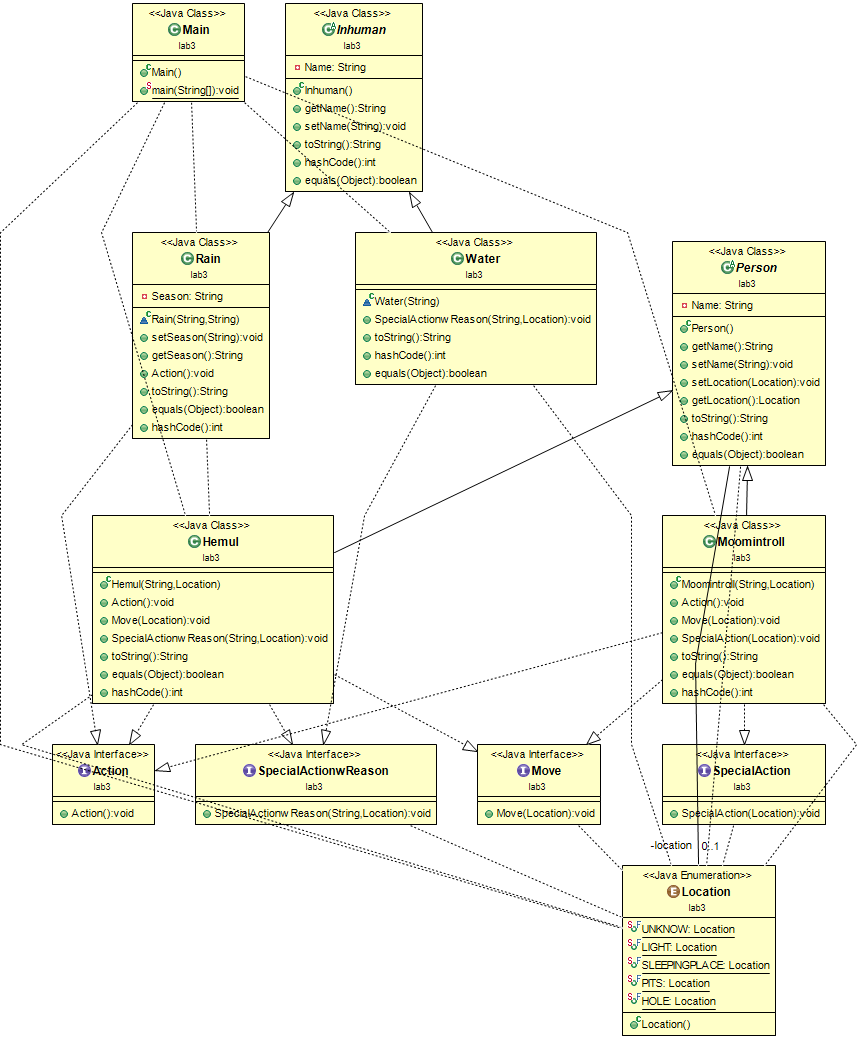 <<Java Class>>
Main
lab3
Main()
main(String[]):void
<<Java Class>>
Inhuman
lab3
Name: String
Inhuman()
getName():String
setName(String):void
toString():String
hashCode():int
equals(Object):boolean
<<Java Class>>
Rain
lab3
Season: String
Rain(String,String)
setSeason(String):void
getSeason():String
Action():void
toString():String
equals(Object):boolean
hashCode():int
<<Java Class>>
Water
lab3
Water(String)
SpecialActionwReason(String,Location):void
toString():String
hashCode():int
equals(Object):boolean
<<Java Class>>
Person
lab3
Name: String
Person()
getName():String
setName(String):void
setLocation(Location):void
getLocation():Location
toString():String
hashCode():int
equals(Object):boolean
<<Java Class>>
Hemul
lab3
Hemul(String,Location)
Action():void
Move(Location):void
SpecialActionwReason(String,Location):void
toString():String
equals(Object):boolean
hashCode():int
<<Java Class>>
Moomintroll
lab3
Moomintroll(String,Location)
Action():void
Move(Location):void
SpecialAction(Location):void
toString():String
equals(Object):boolean
hashCode():int
<<Java Interface>>
Action
lab3
Action():void
<<Java Interface>>
SpecialActionwReason
lab3
SpecialActionwReason(String,Location):void
<<Java Interface>>
Move
lab3
Move(Location):void
<<Java Interface>>
SpecialAction
lab3
SpecialAction(Location):void
-location 0..1
<<Java Enumeration>>
Location
lab3
UNKNOW: Location
LIGHT: Location
SLEEPINGPLACE: Location
PITS: Location
HOLE: Location
Location()